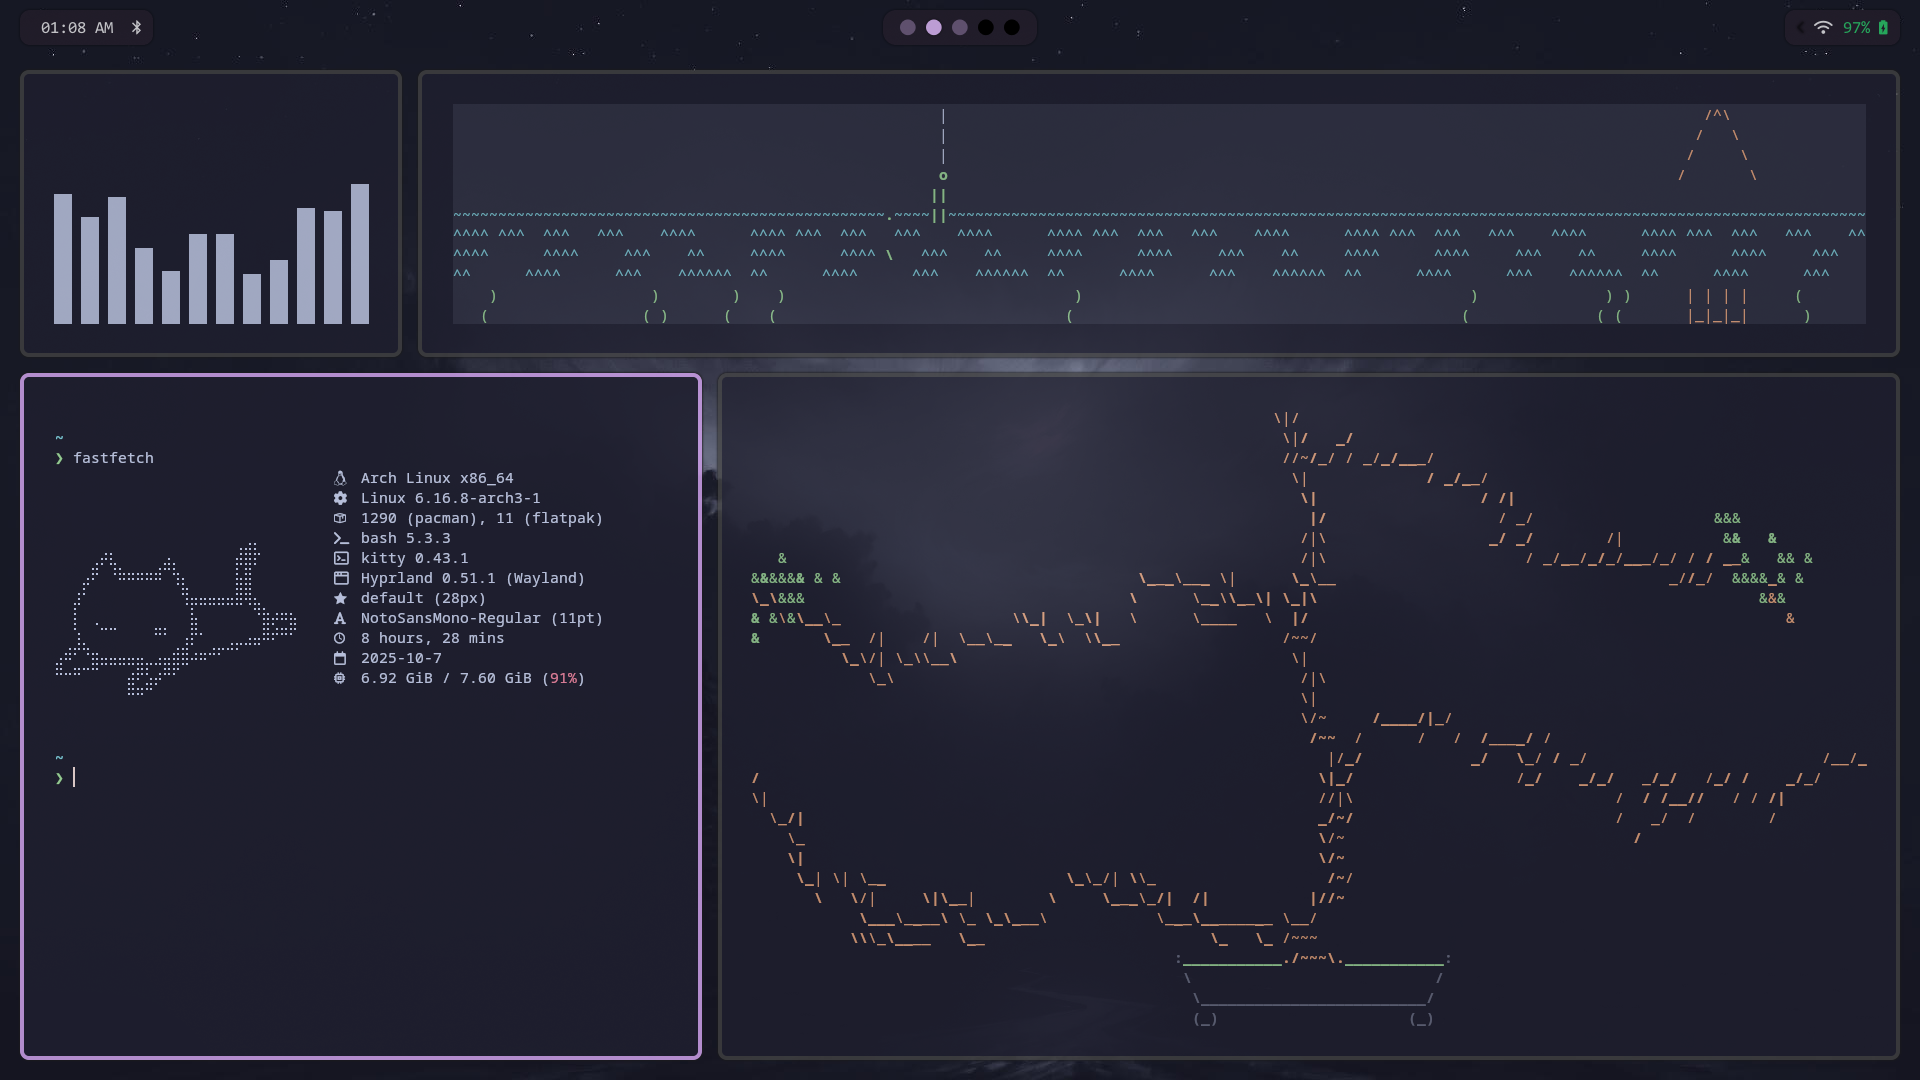 01:08 AM
97%
~
❯ fastfetch
Arch Linux x86_64
Linux 6.16.8-arch3-1
1290 (pacman), 11 (flatpak)
bash 5.3.3
kitty 0.43.1
Hyprland 0.51.1 (Wayland)
default (28px)
NotoSansMono-Regular (11pt)
8 hours, 28 mins
2025-10-7
6.92 GiB / 7.60 GiB (91%)
~
❯